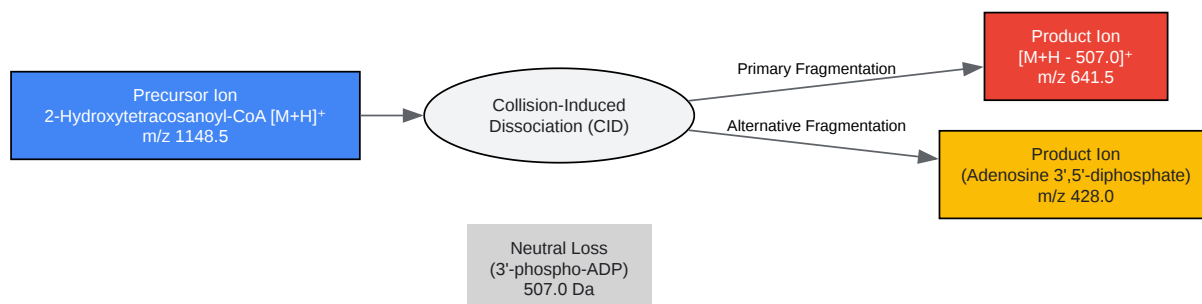 Precursor Ion
2-Hydroxytetracosanoyl-CoA [M+H]⁺
m/z 1148.5
Collision-Induced
Dissociation (CID)
Primary Fragmentation
Alternative Fragmentation
Product Ion
[M+H - 507.0]⁺
m/z 641.5
Product Ion
(Adenosine 3',5'-diphosphate)
m/z 428.0
Neutral Loss
(3'-phospho-ADP)
507.0 Da